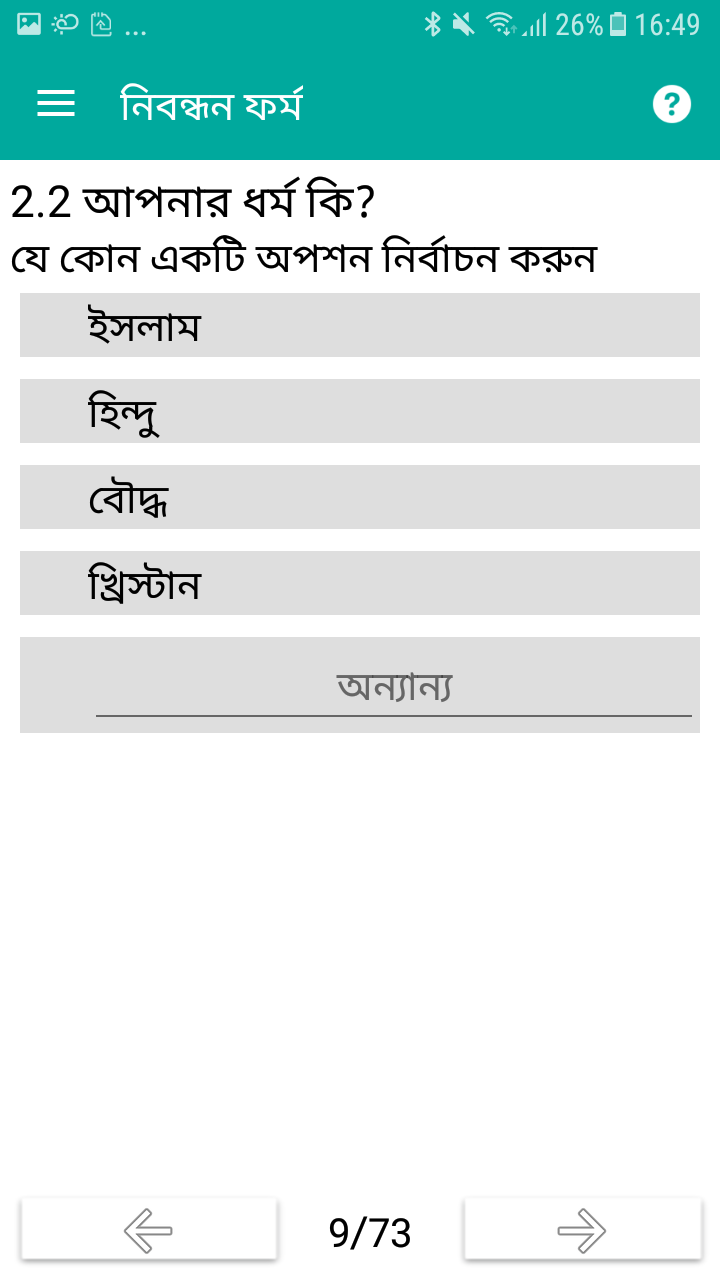 ... 26% 16:49
নিবন্ধন ফর্ম ?
2.2 আপনার ধর্ম কি?
যে কোন একটি অপশন নির্বাচন করুন
ইসলাম
হিন্দু
বৌদ্ধ
খ্রিস্টান
অন্যান্য
9/73